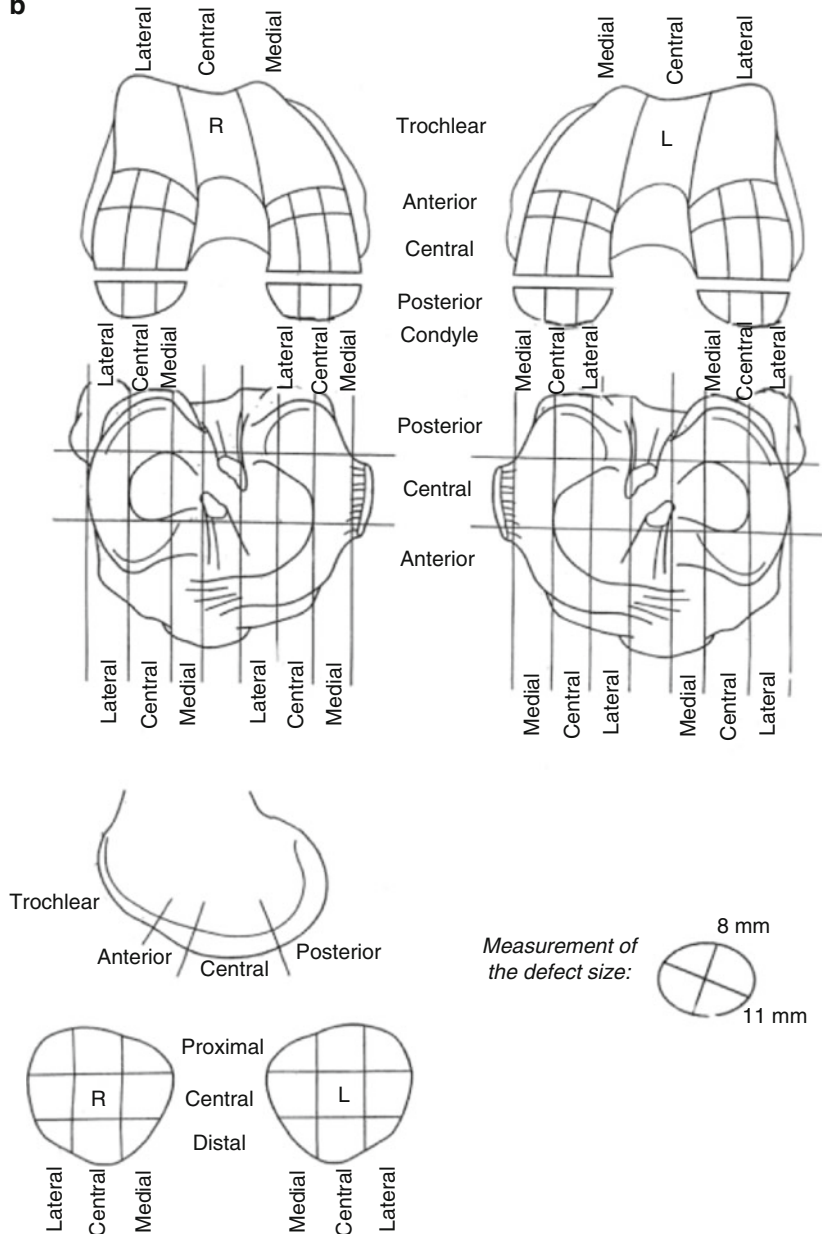 b
Lateral Central Medial
Medial Central Lateral
R
Trochlear
L
Anterior
Central
Posterior
Condyle
Lateral Central Medial Lateral Central Medial
Medial Central Lateral Medial Ccentral Lateral
Posterior
Central
Anterior
Lateral Central Medial Lateral Central Medial
Medial Central Lateral Medial Central Lateral
Trochlear
Anterior
Central
Posterior
Measurement of
the defect size:
8 mm
11 mm
Proximal
R
Central
L
Distal
Lateral Central Medial
Medial Central Lateral